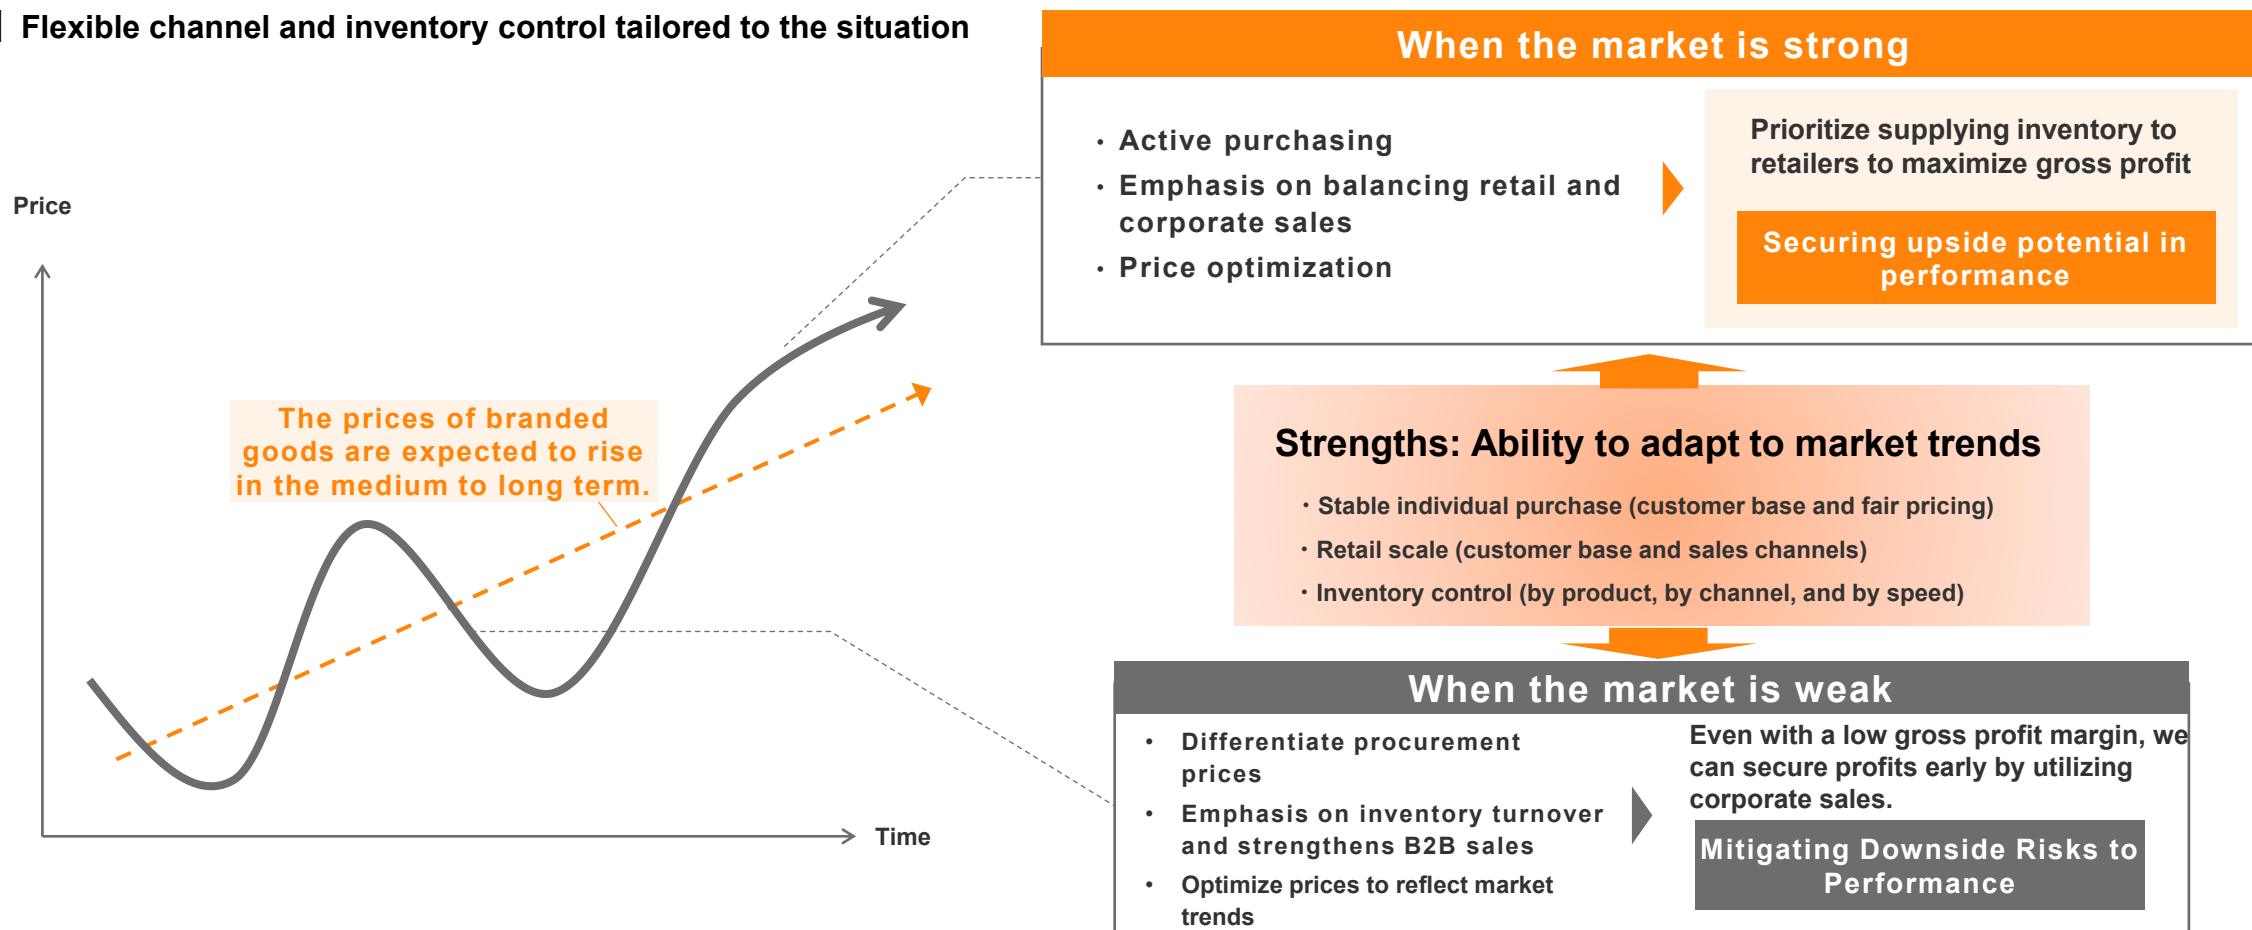 Flexible channel and inventory control tailored to the situation
Price
The prices of branded
goods are expected to rise
in the medium to long term.
Time
When the market is strong
・Active purchasing
・Emphasis on balancing retail and
corporate sales
・Price optimization
Prioritize supplying inventory to
retailers to maximize gross profit
Securing upside potential in
performance
Strengths: Ability to adapt to market trends
・Stable individual purchase (customer base and fair pricing)
・Retail scale (customer base and sales channels)
・Inventory control (by product, by channel, and by speed)
When the market is weak
• Differentiate procurement
prices
• Emphasis on inventory turnover
and strengthens B2B sales
• Optimize prices to reflect market
trends
Even with a low gross profit margin, we
can secure profits early by utilizing
corporate sales.
Mitigating Downside Risks to
Performance